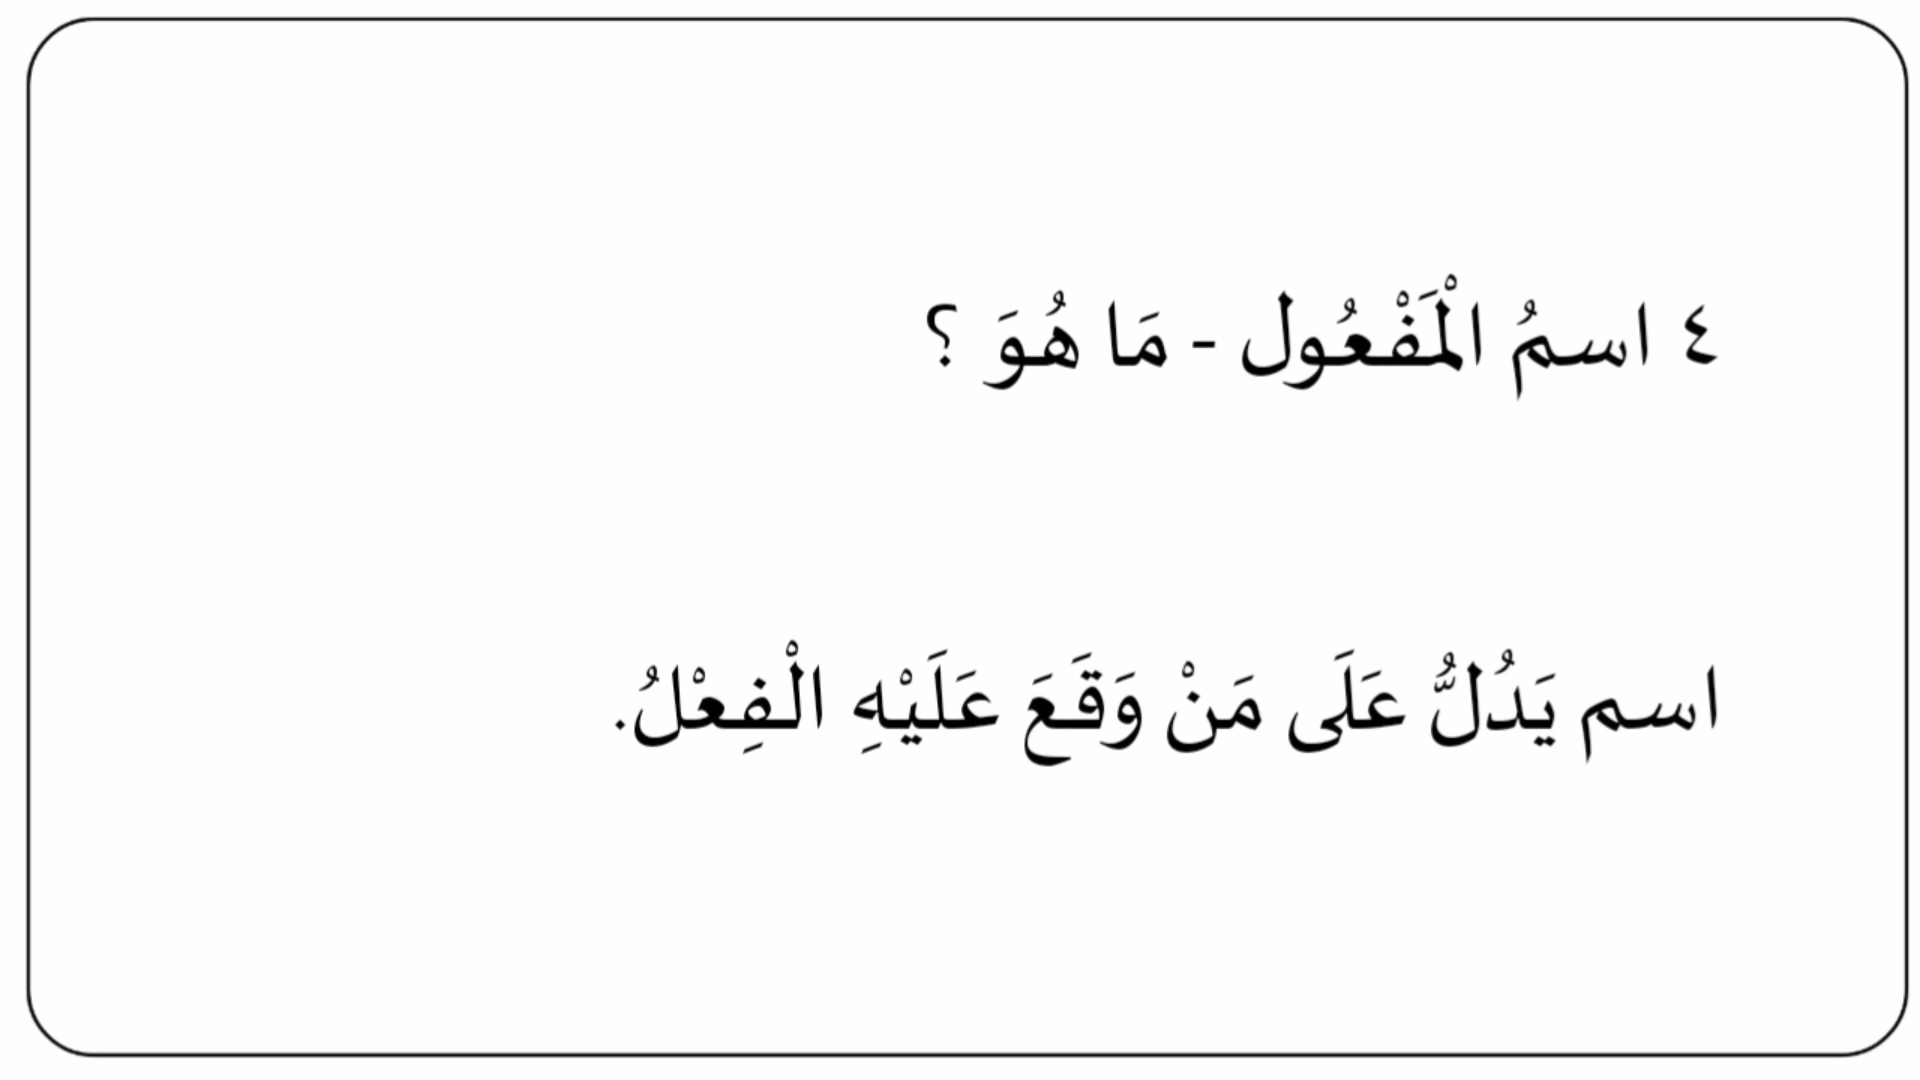 ٤ اسمُ الْمَفْعُول - مَا هُوَ ؟
اسم يَدُلُّ عَلَى مَنْ وَقَعَ عَلَيْهِ الْفِعْلُ.